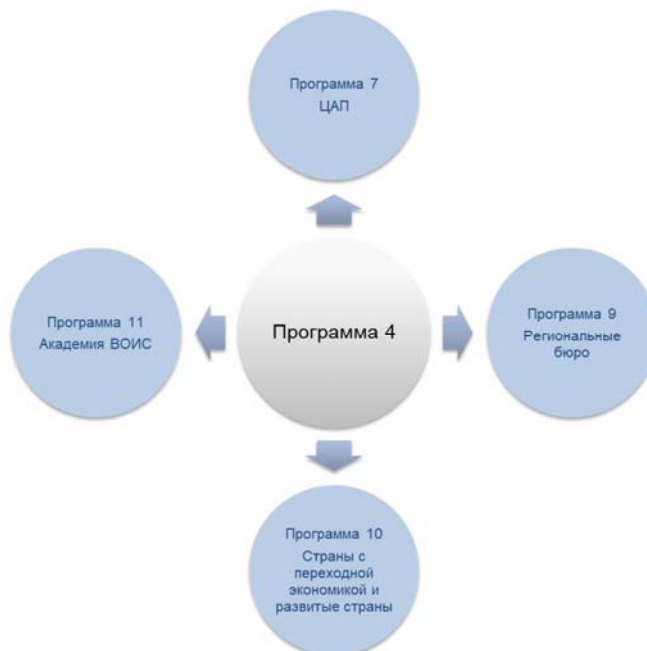 Программа 7
ЦАП
Программа 11
Академия ВОИС
Программа 4
Программа 9
Региональные
бюро
Программа 10
Страны с
переходной
экономикой и
развитые страны